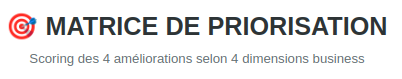 🎯 MATRICE DE PRIORISATION
Scoring des 4 améliorations selon 4 dimensions business